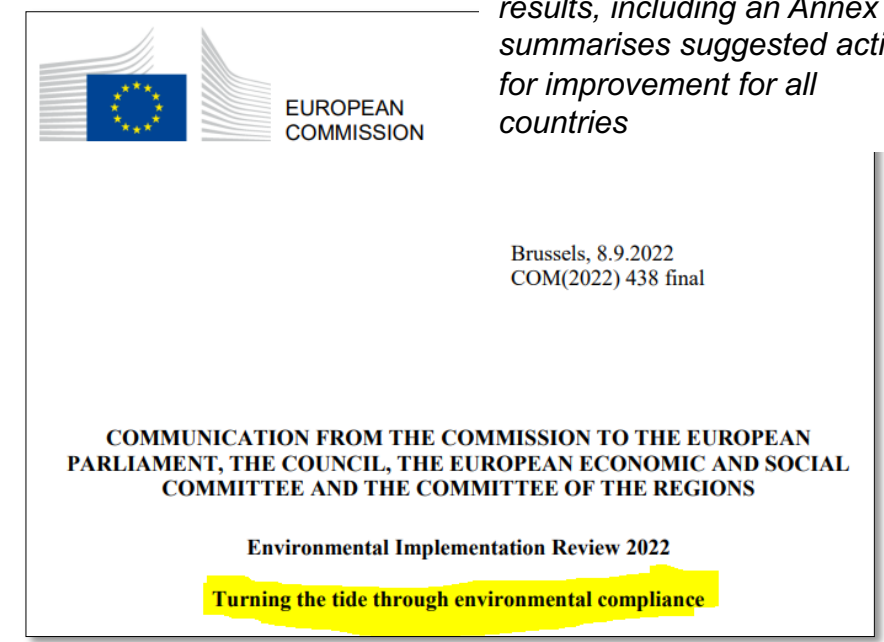 results, including an Annex
summarises suggested
for improvement for all
countries
EUROPEAN
COMMISSION
Brussels, 8.9.2022
COM(2022) 438 final
COMMUNICATION FROM THE COMMISSION TO THE EUROPEAN
PARLIAMENT, THE COUNCIL, THE EUROPEAN ECONOMIC AND SOCIAL
COMMITTEE AND THE COMMITTEE OF THE REGIONS
Environmental Implementation Review 2022
Turning the tide through environmental compliance